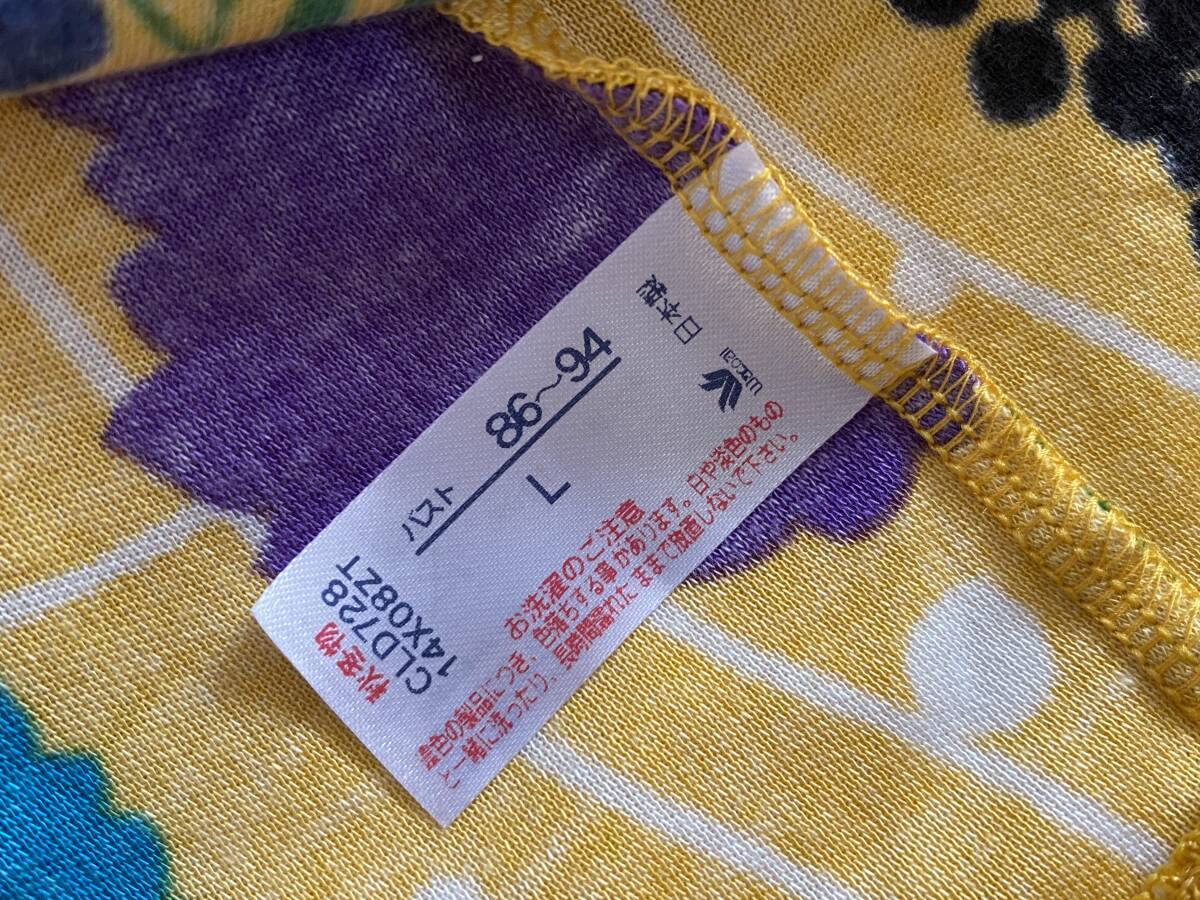 日本製
Wacoal
バスト 86〜94
L
CLD728
14X08ZT
お洗濯のご注意
濃色の製品につき、色落ちする事があります。白や淡色のもの
と一緒に洗ったり、長時間濡れたままで放置しないで下さい。